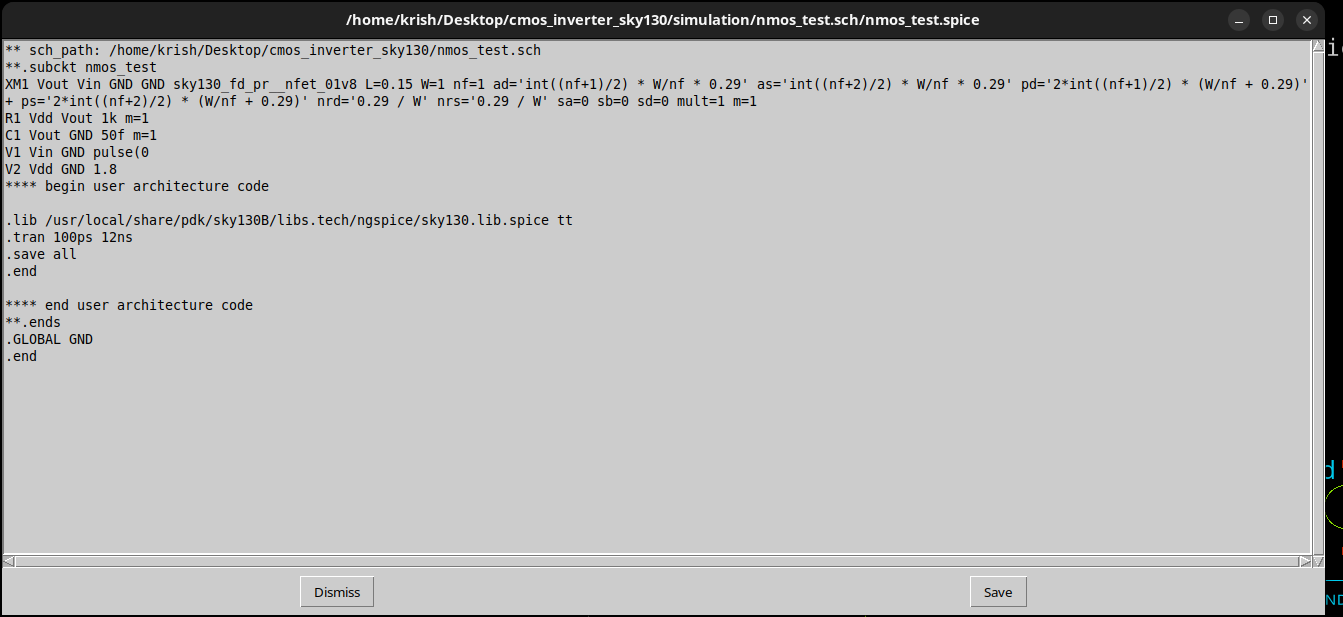 /home/krish/Desktop/cmos_inverter_sky130/simulation/nmos_test.sch/nmos_test.spice
** sch_path: /home/krish/Desktop/cmos_inverter_sky130/nmos_test.sch
**.subckt nmos_test
XM1 Vout Vin GND GND sky130_fd_pr__nfet_01v8 L=0.15 W=1 nf=1 ad='int((nf+1)/2) * W/nf * 0.29' as='int((nf+2)/2) * W/nf * 0.29' pd='2*int((nf+1)/2) * (W/nf + 0.29)'
+ ps='2*int((nf+2)/2) * (W/nf + 0.29)' nrd='0.29 / W' nrs='0.29 / W' sa=0 sb=0 sd=0 mult=1 m=1
R1 Vdd Vout 1k m=1
C1 Vout GND 50f m=1
V1 Vin GND pulse(0
V2 Vdd GND 1.8
**** begin user architecture code
.lib /usr/local/share/pdk/sky130B/libs.tech/ngspice/sky130.lib.spice tt
.tran 100ps 12ns
.save all
.end
**** end user architecture code
**.ends
.GLOBAL GND
.end
Dismiss
Save